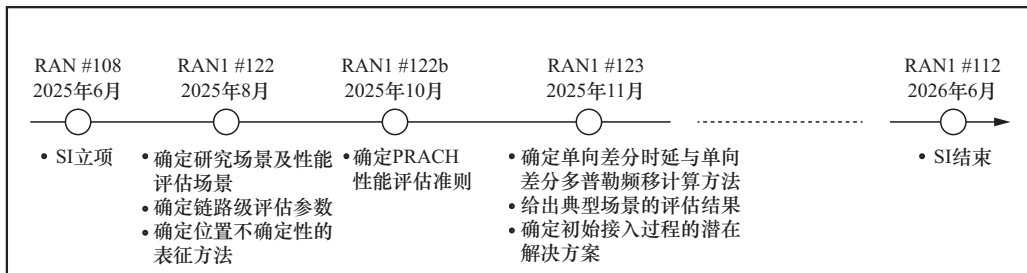 RAN #108
2025年6月
• SI立项
RAN1 #122
2025年8月
• 确定研究场景及性能
评估场景
• 确定链路级评估参数
• 确定位置不确定性的
表征方法
RAN1 #122b
2025年10月
• 确定PRACH
性能评估准则
RAN1 #123
2025年11月
• 确定单向差分时延与单向
差分多普勒频移计算方法
• 给出典型场景的评估结果
• 确定初始接入过程的潜在
解决方案
RAN1 #112
2026年6月
• SI结束